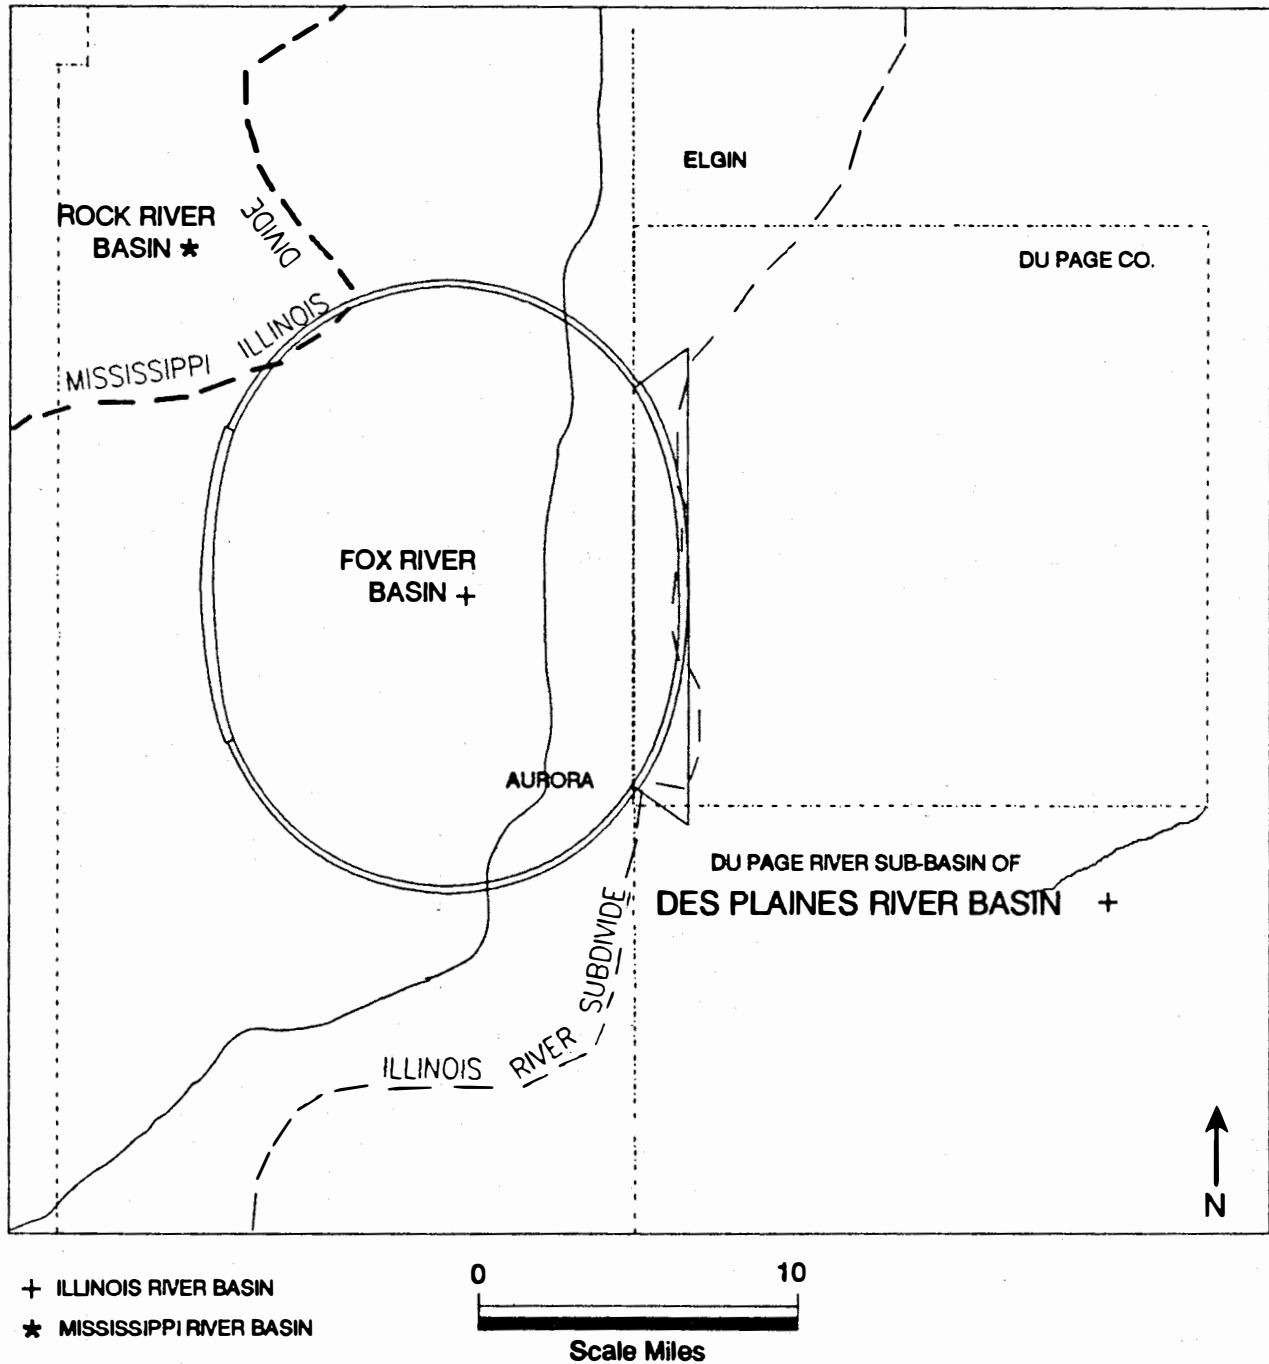 ELGIN
ROCK RIVER
BASIN *
DIVIDE
DU PAGE CO.
MISSISSIPPI ILLINOIS
FOX RIVER
BASIN +
AURORA
DU PAGE RIVER SUB-BASIN OF
DES PLAINES RIVER BASIN +
ILLINOIS RIVER SUBDIVIDE
N
0 10
+ ILLINOIS RIVER BASIN
* MISSISSIPPI RIVER BASIN
Scale Miles